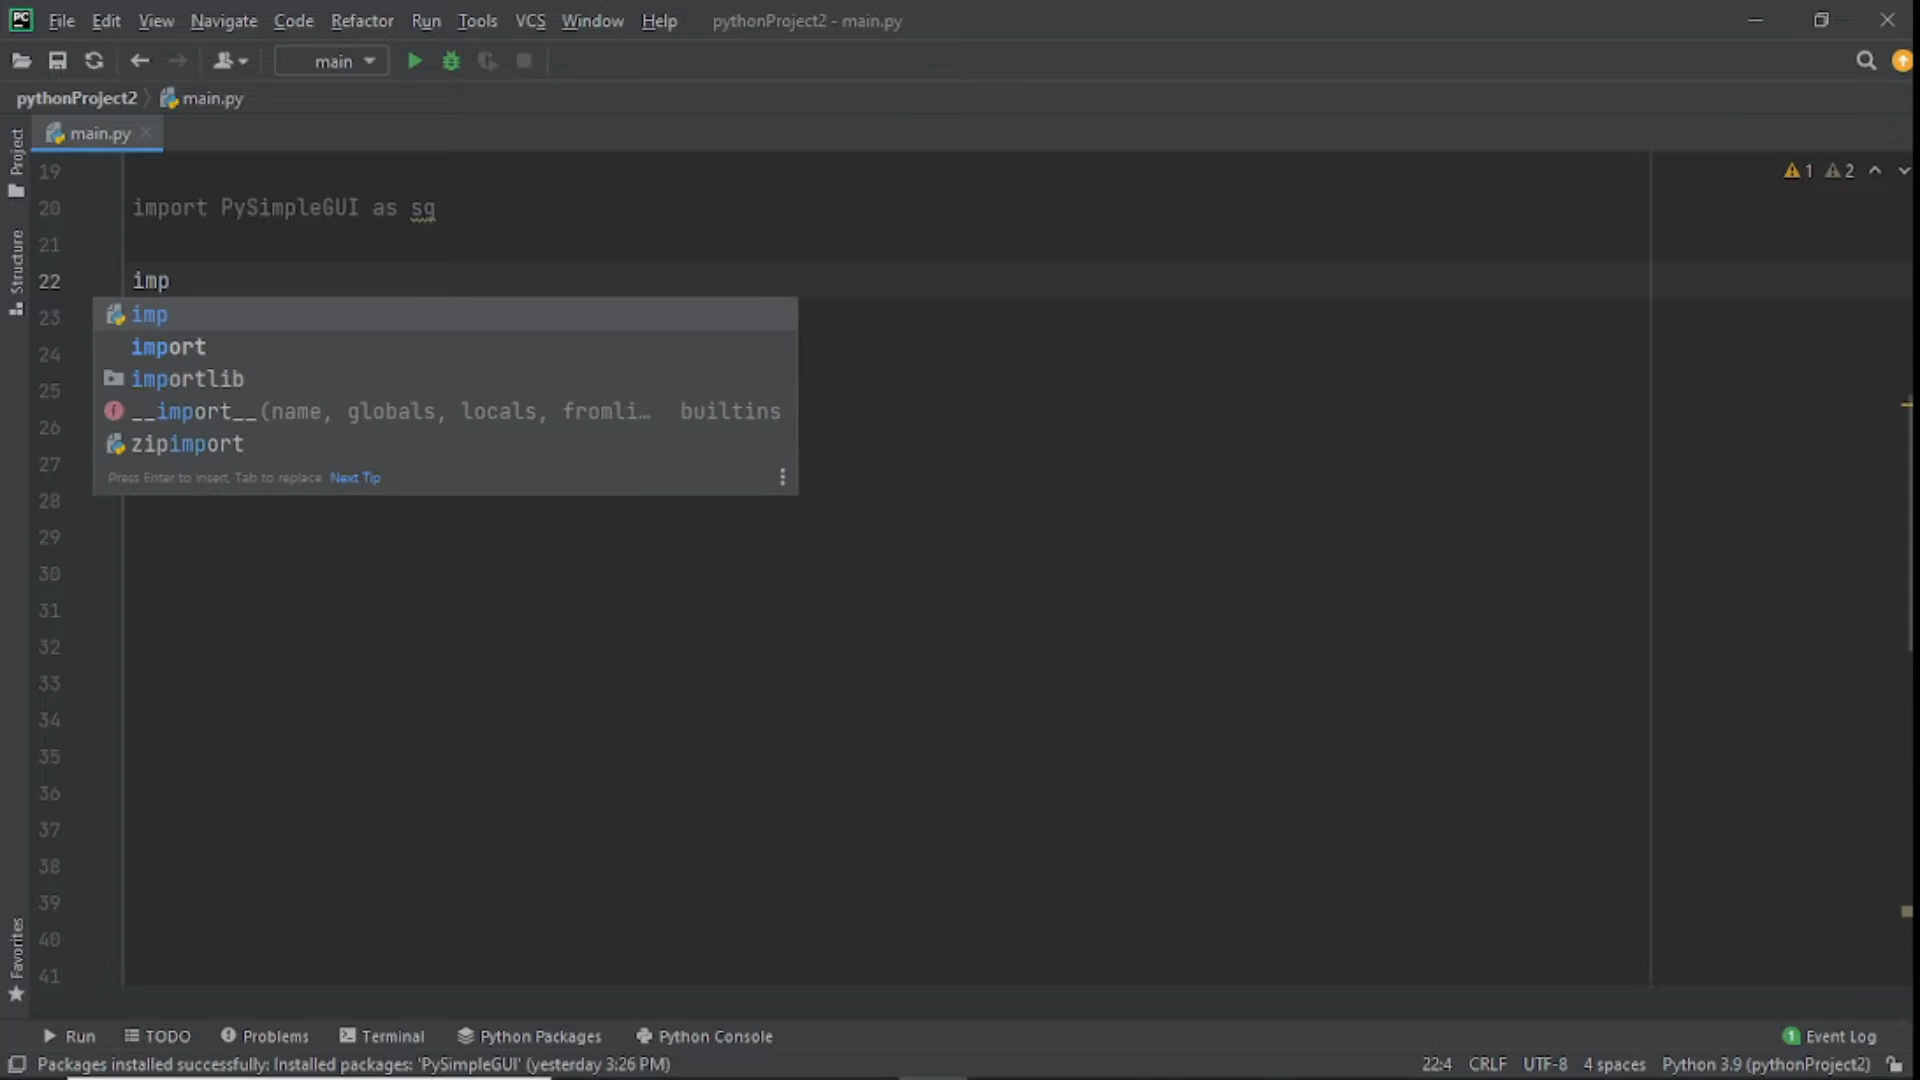 PC File Edit View Navigate Code Refactor Run Tools VCS Window Help pythonProject2 - main.py
main
pythonProject2 main.py
main.py
Project
Structure
Favorites
19
1 2
20 import PySimpleGUI as sg
21
22 imp
23 imp
24 import
25 importlib
26 __import__(name, globals, locals, fromli… builtins
27 zipimport
Press Enter to insert, Tab to replace Next Tip
28
29
30
31
32
33
34
35
36
37
38
39
40
41
Run TODO Problems Terminal Python Packages Python Console 1 Event Log
Packages installed successfully: Installed packages: 'PySimpleGUI' (yesterday 3:26 PM) 22:4 CRLF UTF-8 4 spaces Python 3.9 (pythonProject2)